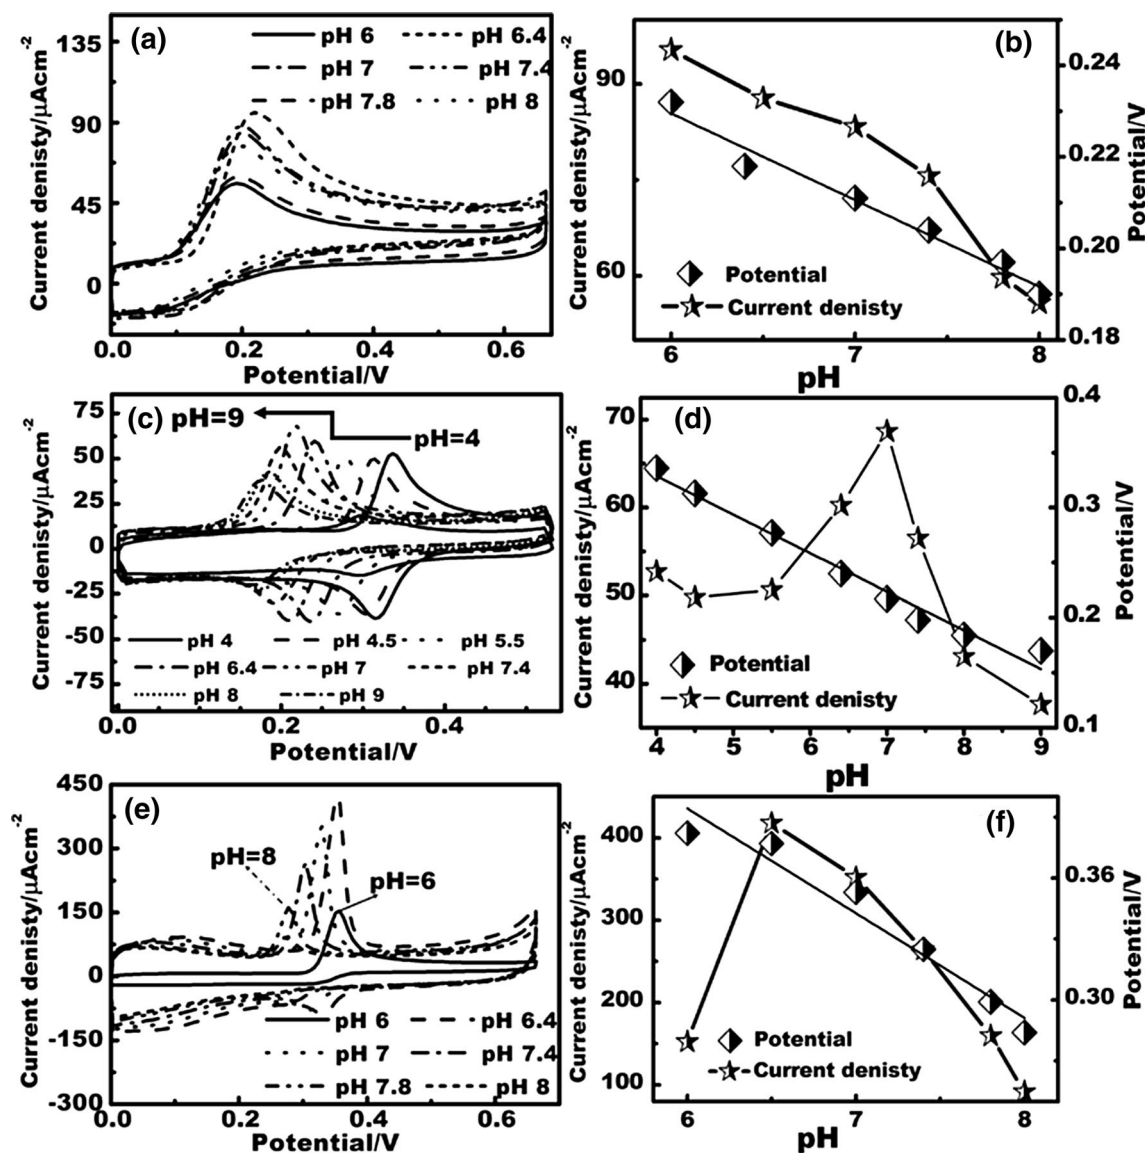 (a)
pH 6 pH 6.4
pH 7 pH 7.4
pH 7.8 pH 8
Current denisty/μAcm⁻²
135
90
45
0
0.0 0.2 0.4 0.6
Potential/V
(b)
Current denisty/μAcm⁻²
90
60
Potential
Current denisty
0.24
0.22
0.20
0.18
Potential/V
6 7 8
pH
(c)
pH=9
pH=4
Current denisty/μAcm⁻²
75
50
25
0
-25
-50
-75
pH 4 pH 4.5 pH 5.5
pH 6.4 pH 7 pH 7.4
pH 8 pH 9
0.0 0.2 0.4
Potential/V
(d)
Current denisty/μAcm⁻²
70
60
50
40
Potential
Current denisty
0.4
0.3
0.2
0.1
Potential/V
4 5 6 7 8 9
pH
(e)
pH=8
pH=6
Current denisty/μAcm⁻²
450
300
150
0
-150
-300
pH 6 pH 6.4
pH 7 pH 7.4
pH 7.8 pH 8
0.0 0.2 0.4 0.6
Potential/V
(f)
Current denisty/μAcm⁻²
400
300
200
100
Potential
Current denisty
0.36
0.30
Potential/V
6 7 8
pH